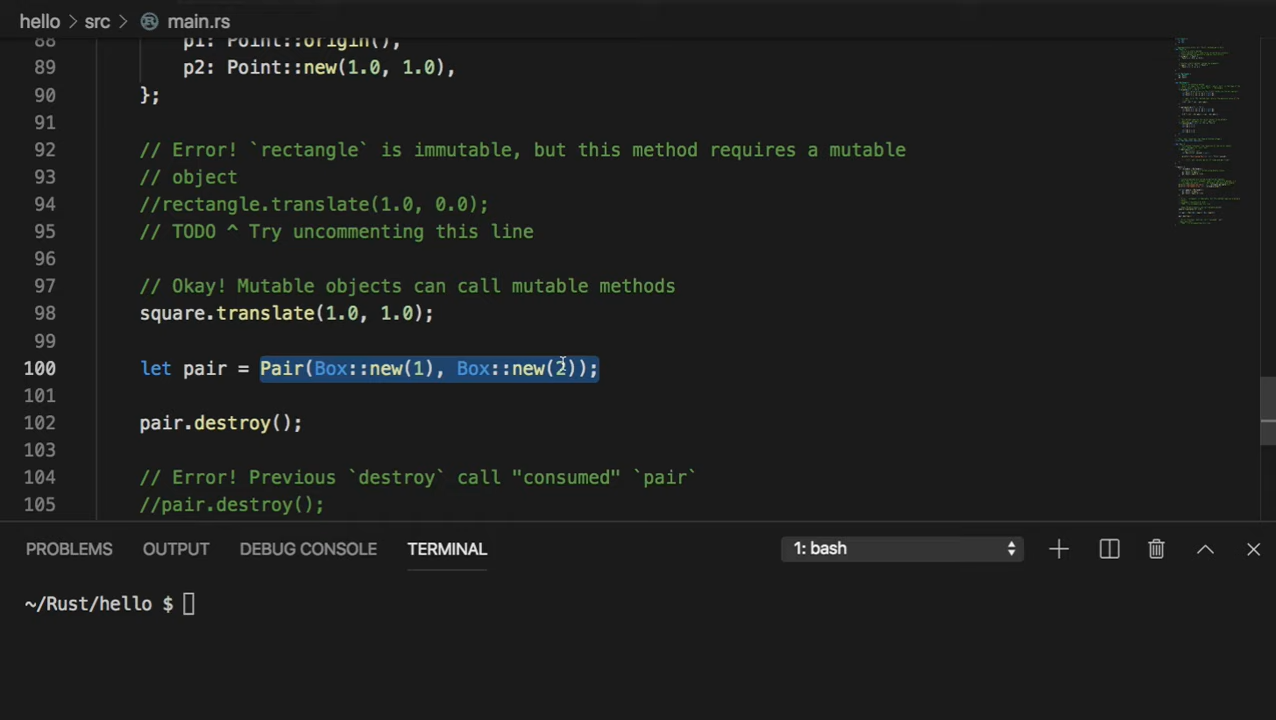 hello > src > main.rs
88 p1: Point::origin(),
89 p2: Point::new(1.0, 1.0),
90 };
91
92 // Error! `rectangle` is immutable, but this method requires a mutable
93 // object
94 //rectangle.translate(1.0, 0.0);
95 // TODO ^ Try uncommenting this line
96
97 // Okay! Mutable objects can call mutable methods
98 square.translate(1.0, 1.0);
99
100 let pair = Pair(Box::new(1), Box::new(2));
101
102 pair.destroy();
103
104 // Error! Previous `destroy` call "consumed" `pair`
105 //pair.destroy();
PROBLEMS OUTPUT DEBUG CONSOLE TERMINAL 1: bash
~/Rust/hello $